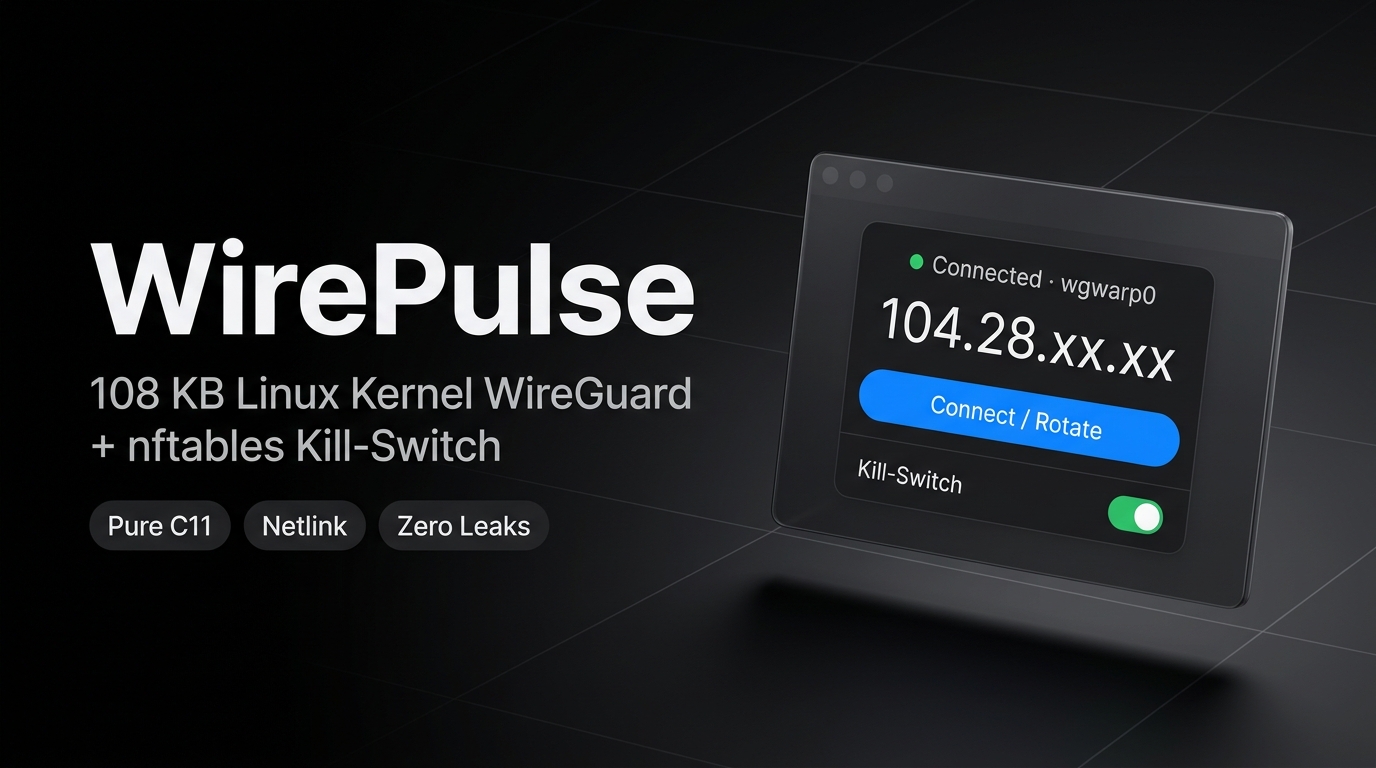 WirePulse
108 KB Linux Kernel WireGuard
+ nftables Kill-Switch
Pure C11
Netlink
Zero Leaks
Connected · wgwarp0
104.28.xx.xx
Connect / Rotate
Kill-Switch